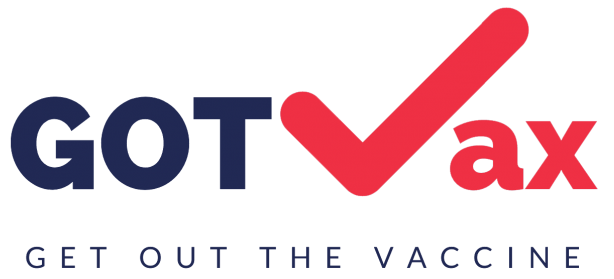 GOTVax
GET OUT THE VACCINE